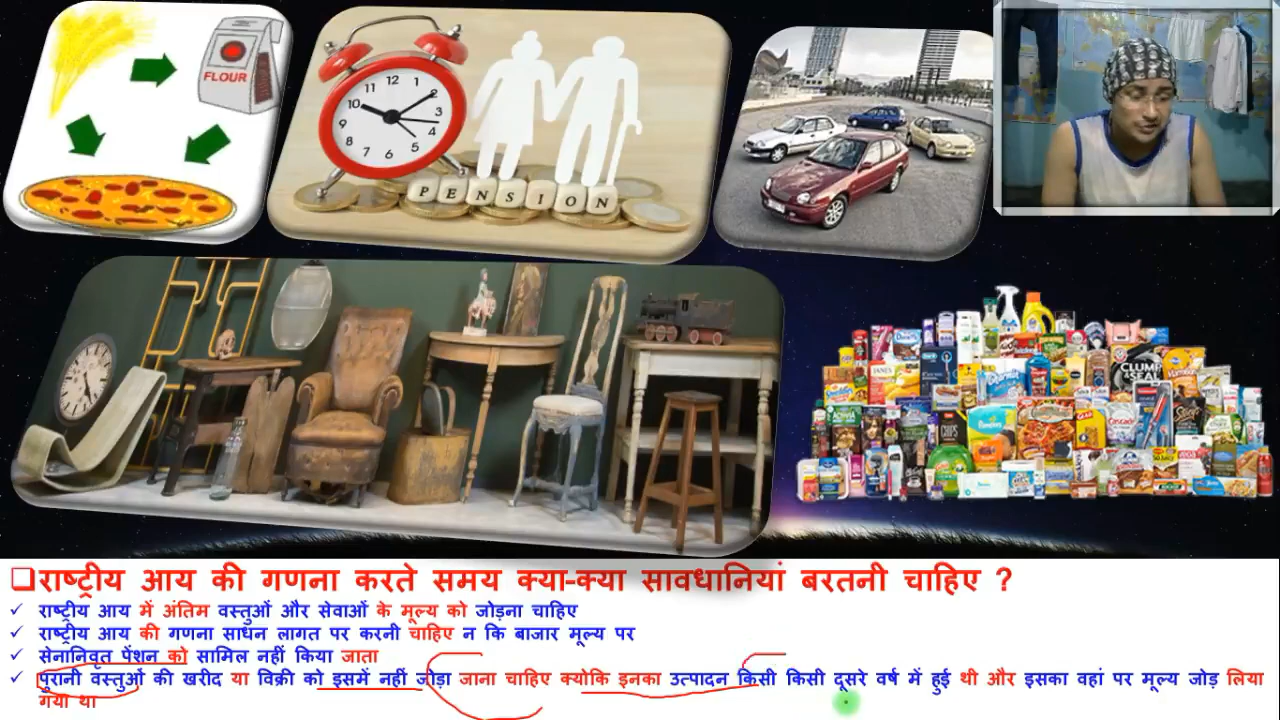 FLOUR
12
11
1
10
2
9
3
8
4
7
6
5
PENSION
CLUMP
SEAL
❑राष्ट्रीय आय की गणना करते समय क्या-क्या सावधानियां बरतनी चाहिए ?
✓ राष्ट्रीय आय में अंतिम वस्तुओं और सेवाओं के मूल्य को जोड़ना चाहिए
✓ राष्ट्रीय आय की गणना साधन लागत पर करनी चाहिए न कि बाजार मूल्य पर
✓ सेनानिवृत पेंशन को सामिल नहीं किया जाता
✓ पुरानी वस्तुओं की खरीद या विक्री को इसमें नहीं जोड़ा जाना चाहिए क्योकि इनका उत्पादन किसी किसी दूसरे वर्ष में हुई थी और इसका वहां पर मूल्य जोड़ लिया
गया था